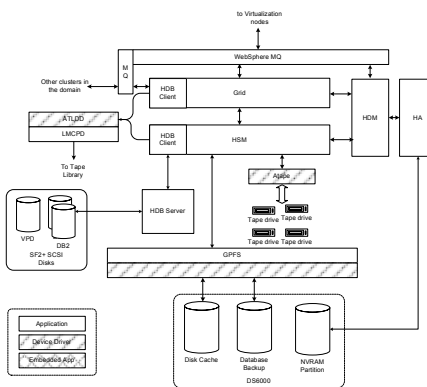 to Virtualization
nodes
WebSphere MQ
M
Q
Other clusters in
the domain
HDB
Client
Grid
HDM
HA
ATLDD
LMCPD
HDB
Client
HSM
To Tape
Library
Atape
HDB Server
Tape drive Tape drive
Tape drive Tape drive
VPD
DB2
SF2+ SCSI
Disks
GPFS
Application
Device Driver
Embedded App
Disk Cache
Database
Backup
NVRAM
Partition
DS6000